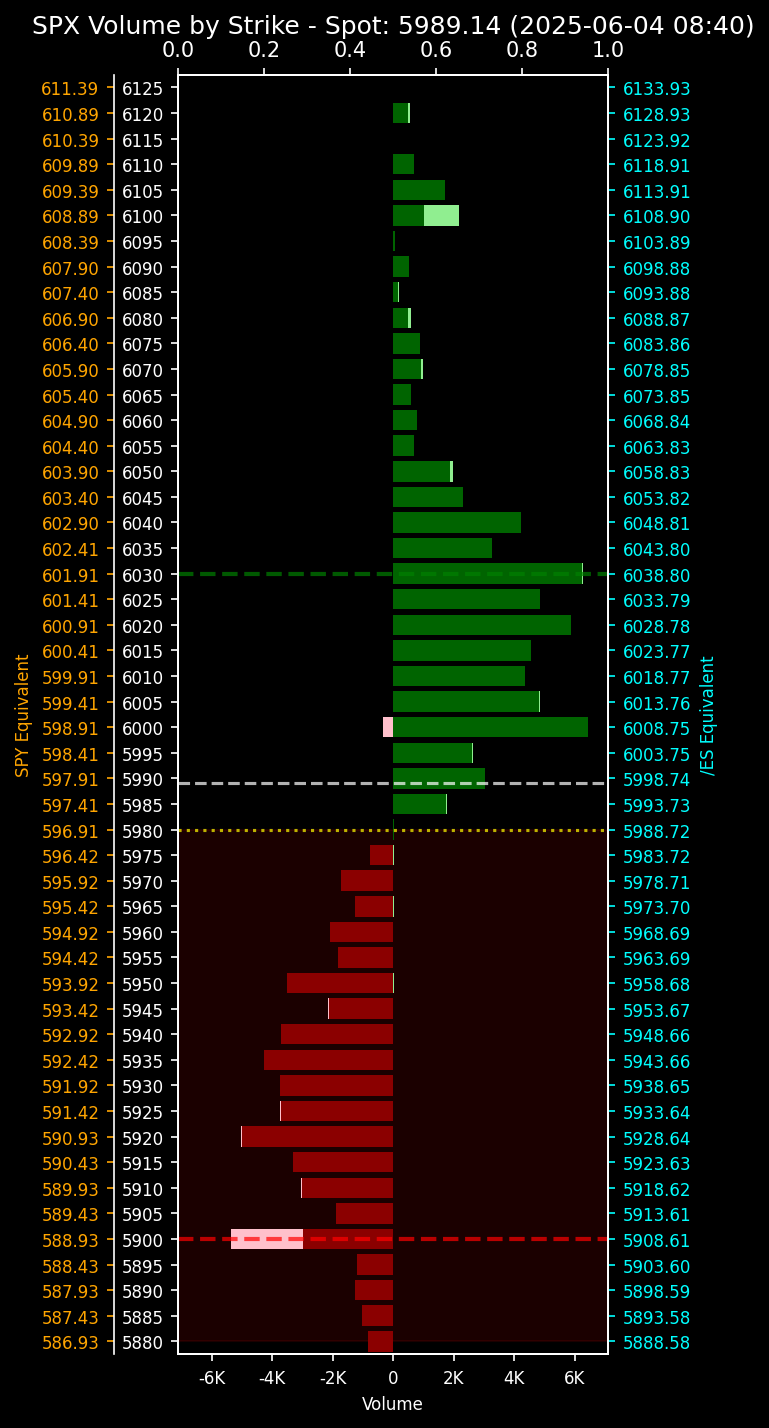 SPX Volume by Strike - Spot: 5989.14 (2025-06-04 08:40)
0.0 0.2 0.4 0.6 0.8 1.0
611.39 6125 6133.93
610.89 6120 6128.93
610.39 6115 6123.92
609.89 6110 6118.91
609.39 6105 6113.91
608.89 6100 6108.90
608.39 6095 6103.89
607.90 6090 6098.88
607.40 6085 6093.88
606.90 6080 6088.87
606.40 6075 6083.86
605.90 6070 6078.85
605.40 6065 6073.85
604.90 6060 6068.84
604.40 6055 6063.83
603.90 6050 6058.83
603.40 6045 6053.82
602.90 6040 6048.81
602.41 6035 6043.80
601.91 6030 6038.80
601.41 6025 6033.79
600.91 6020 6028.78
600.41 6015 6023.77
599.91 6010 6018.77
599.41 6005 6013.76
598.91 6000 6008.75
598.41 5995 6003.75
597.91 5990 5998.74
597.41 5985 5993.73
596.91 5980 5988.72
596.42 5975 5983.72
595.92 5970 5978.71
595.42 5965 5973.70
594.92 5960 5968.69
594.42 5955 5963.69
593.92 5950 5958.68
593.42 5945 5953.67
592.92 5940 5948.66
592.42 5935 5943.66
591.92 5930 5938.65
591.42 5925 5933.64
590.93 5920 5928.64
590.43 5915 5923.63
589.93 5910 5918.62
589.43 5905 5913.61
588.93 5900 5908.61
588.43 5895 5903.60
587.93 5890 5898.59
587.43 5885 5893.58
586.93 5880 5888.58
SPY Equivalent
/ES Equivalent
-6K -4K -2K 0 2K 4K 6K
Volume